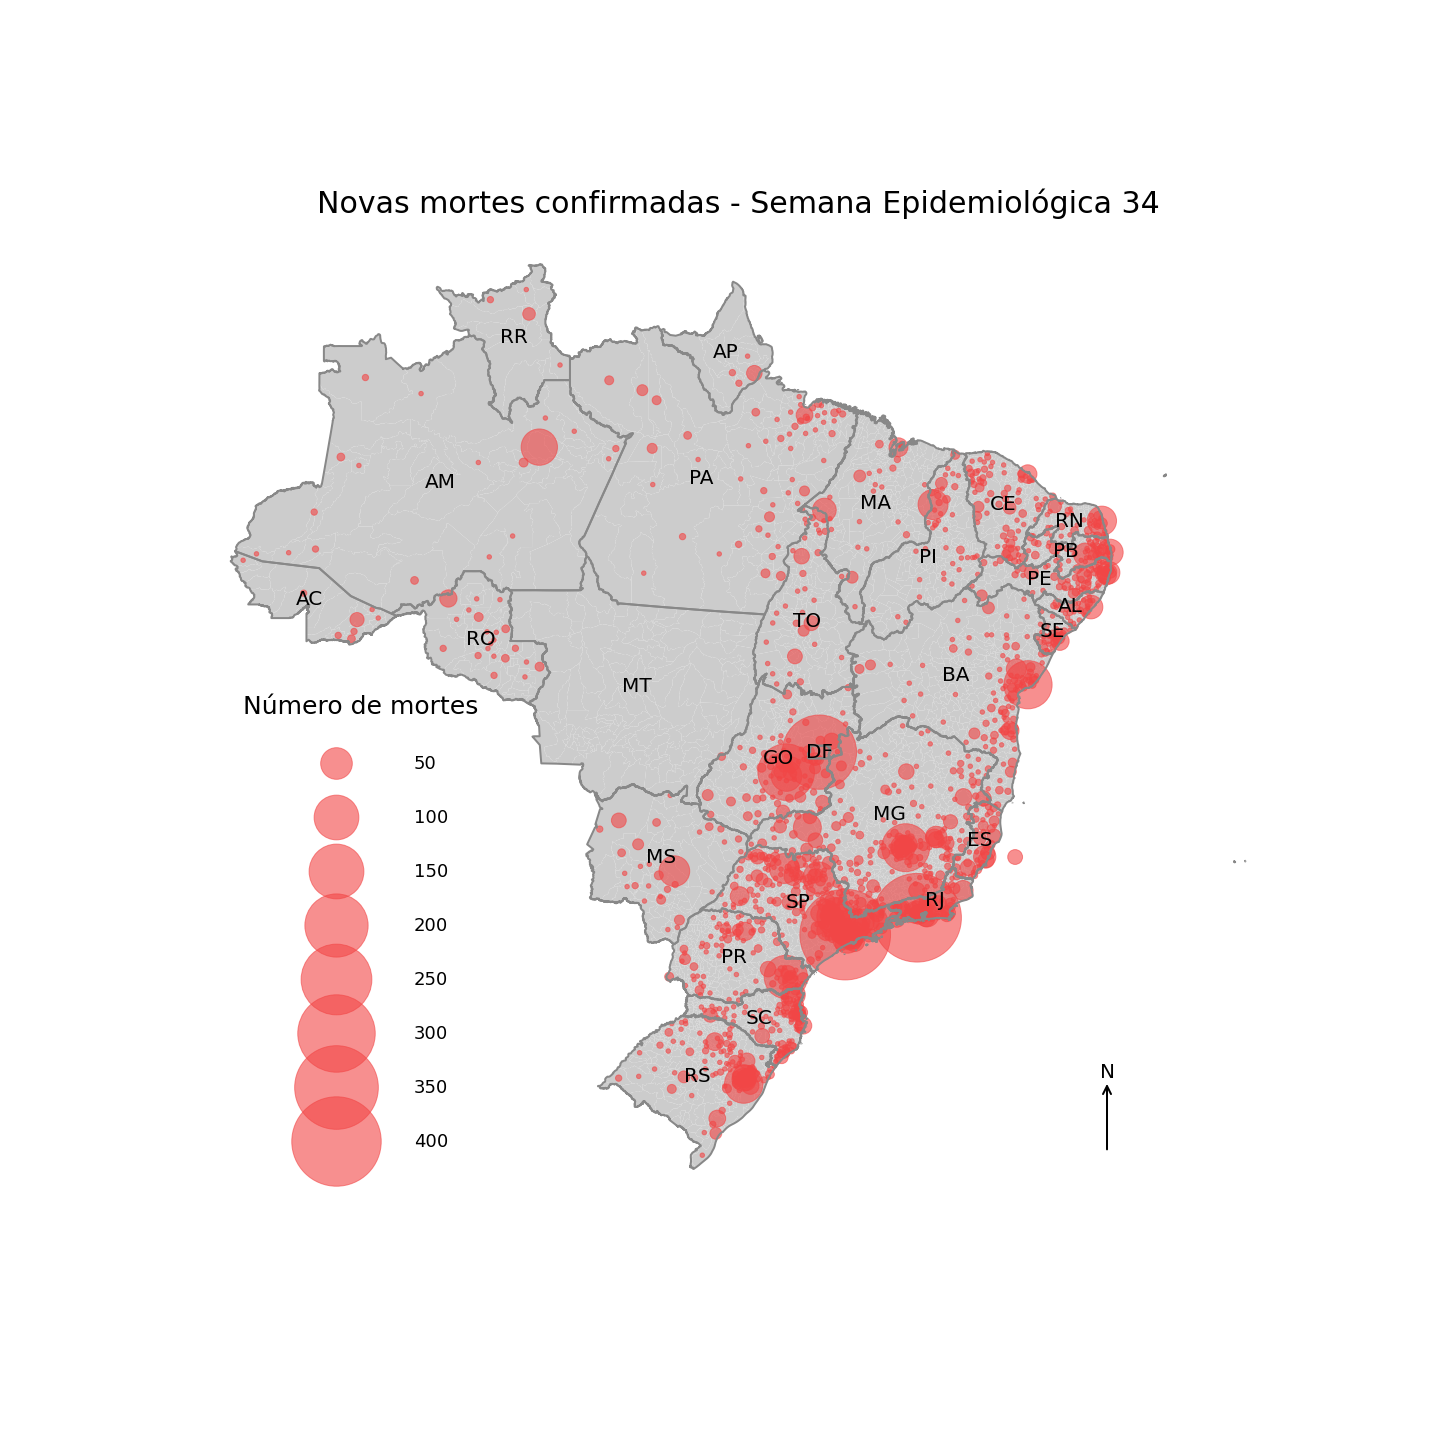 Novas mortes confirmadas - Semana Epidemiológica 34
RR
AP
AM
PA
MA
CE
RN
PB
PI
PE
AC
AL
TO
SE
RO
BA
MT
Número de mortes
GO
DF
50
100
MG
ES
150
MS
SP
RJ
200
PR
250
SC
300
N
RS
350
400